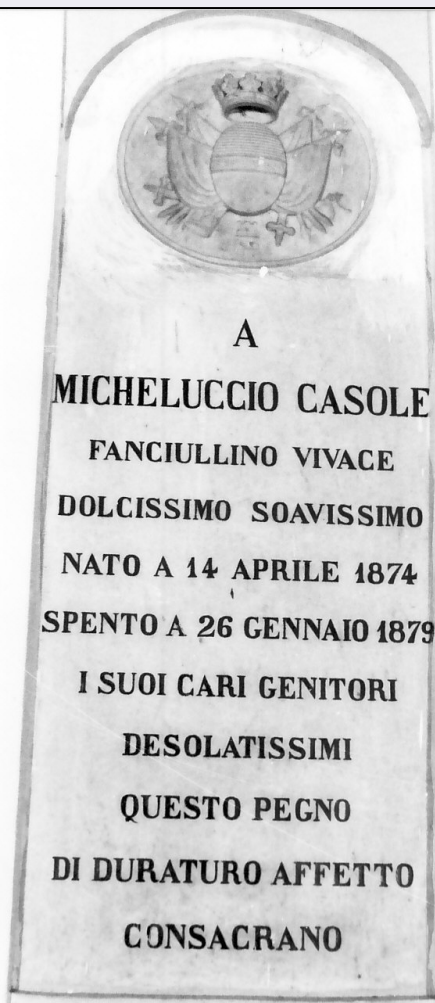 A
MICHELUCCIO CASOLE
FANCIULLINO VIVACE
DOLCISSIMO SOAVISSIMO
NATO A 14 APRILE 1874
SPENTO A 26 GENNAIO 1879
I SUOI CARI GENITORI
DESOLATISSIMI
QUESTO PEGNO
DI DURATURO AFFETTO
CONSACRANO